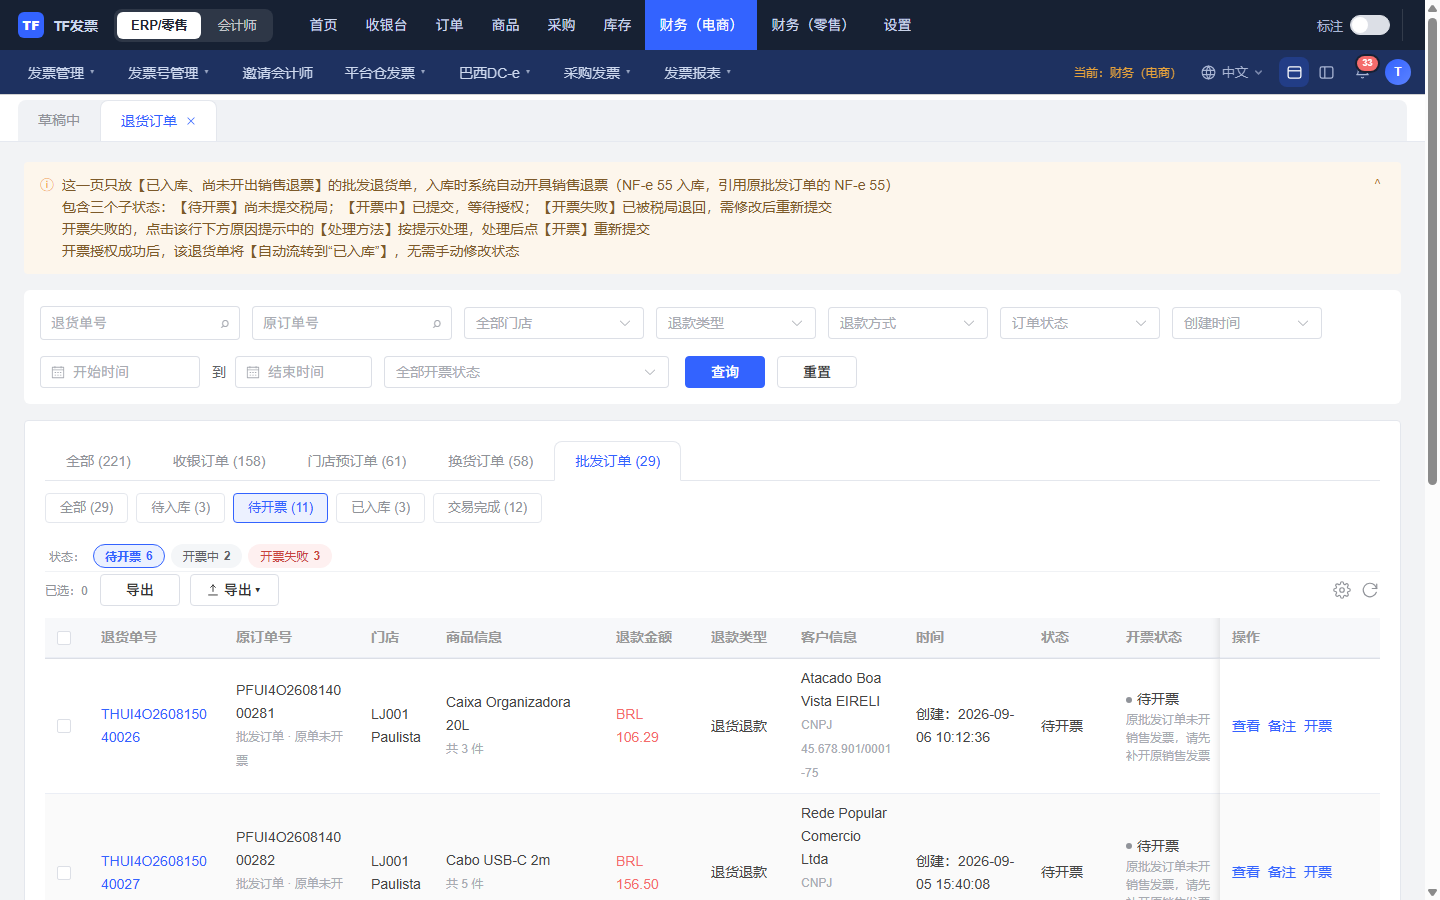 TF TF发票 ERP/零售 会计师 首页 收银台 订单 商品 采购 库存 财务（电商） 财务（零售） 设置 标注
发票管理 发票号管理 邀请会计师 平台仓发票 巴西DC-e 采购发票 发票报表 当前：财务（电商） 中文 33 T
草稿中 退货订单 ×
这一页只放【已入库、尚未开出销售退票】的批发退货单，入库时系统自动开具销售退票（NF-e 55 入库，引用原批发订单的 NF-e 55）
包含三个子状态：【待开票】尚未提交税局；【开票中】已提交，等待授权；【开票失败】已被税局退回，需修改后重新提交
开票失败的，点击该行下方原因提示中的【处理方法】按提示处理，处理后点【开票】重新提交
开票授权成功后，该退货单将【自动流转到“已入库”】，无需手动修改状态
退货单号 原订单号 全部门店 退款类型 退款方式 订单状态 创建时间
开始时间 到 结束时间 全部开票状态 查询 重置
全部 (221) 收银订单 (158) 门店预订单 (61) 换货订单 (58) 批发订单 (29)
全部 (29) 待入库 (3) 待开票 (11) 已入库 (3) 交易完成 (12)
状态： 待开票 6 开票中 2 开票失败 3
已选：0 导出 导出
退货单号 原订单号 门店 商品信息 退款金额 退款类型 客户信息 时间 状态 开票状态 操作
THUI4O2608150
40026
PFUI4O2608140
00281
批发订单 · 原单未开
票
LJ001
Paulista
Caixa Organizadora
20L
共 3 件
BRL
106.29
退货退款
Atacado Boa
Vista EIRELI
CNPJ
45.678.901/0001
-75
创建：2026-09-
06 10:12:36
待开票
待开票
原批发订单未开
销售发票，请先
补开原销售发票
查看 备注 开票
THUI4O2608150
40027
PFUI4O2608140
00282
批发订单 · 原单未开
LJ001
Paulista
Cabo USB-C 2m
共 5 件
BRL
156.50
退货退款
Rede Popular
Comercio
Ltda
CNPJ
创建：2026-09-
05 15:40:08
待开票
待开票
原批发订单未开
销售发票，请先
查看 备注 开票